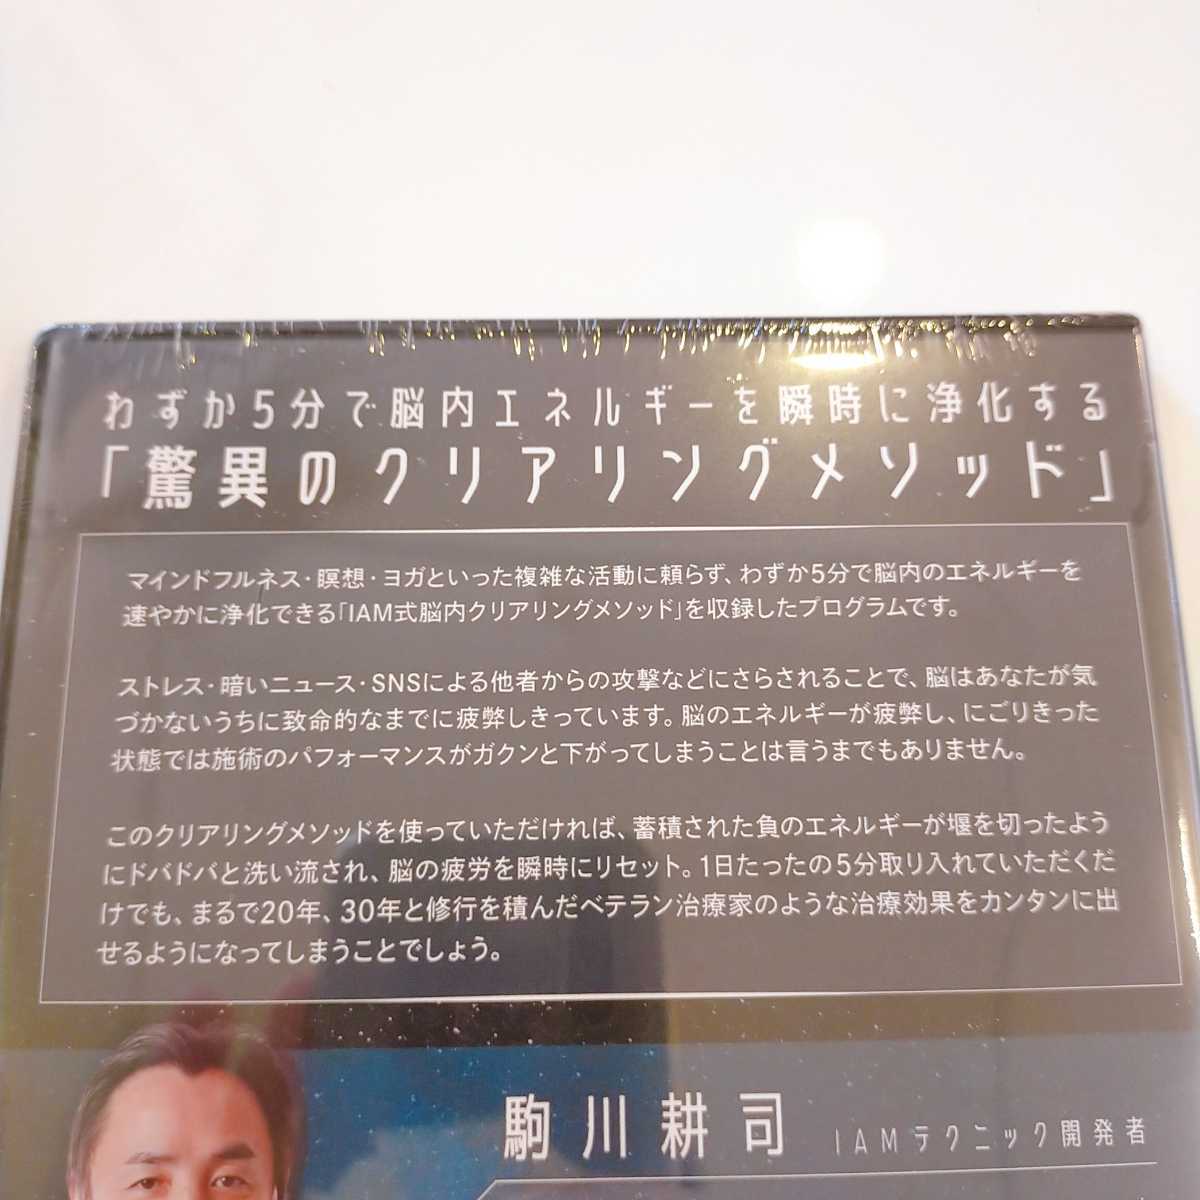 わずか5分で脳内エネルギーを瞬時に浄化する
「驚異のクリアリングメソッド」
マインドフルネス・瞑想・ヨガといった複雑な活動に頼らず、わずか5分で脳内のエネルギーを
速やかに浄化できる「IAM式脳内クリアリングメソッド」を収録したプログラムです。
ストレス・暗いニュース・SNSによる他者からの攻撃などにさらされることで、脳はあなたが気
づかないうちに致命的なまでに疲弊しきっています。脳のエネルギーが疲弊し、にごりきった
状態では施術のパフォーマンスがガクンと下がってしまうことは言うまでもありません。
このクリアリングメソッドを使っていただければ、蓄積された負のエネルギーが堰を切ったよう
にドバドバと洗い流され、脳の疲労を瞬時にリセット。1日たったの5分取り入れていただくだ
けでも、まるで20年、30年と修行を積んだベテラン治療家のような治療効果をカンタンに出
せるようになってしまうことでしょう。
駒川耕司 IAMテクニック開発者